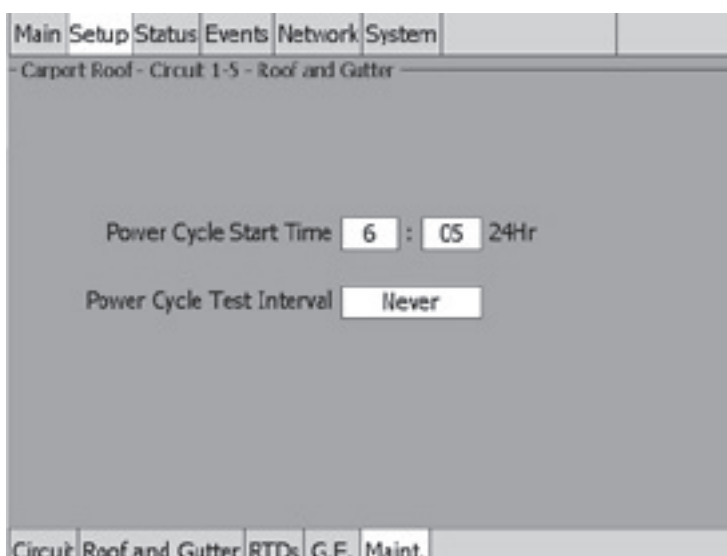 Main Setup Status Events Network System
Carport Roof - Circuit 1-5 - Roof and Gutter
Power Cycle Start Time 6 : 05 24Hr
Power Cycle Test Interval Never
Circuit Roof and Gutter RTDs G.F. Maint.